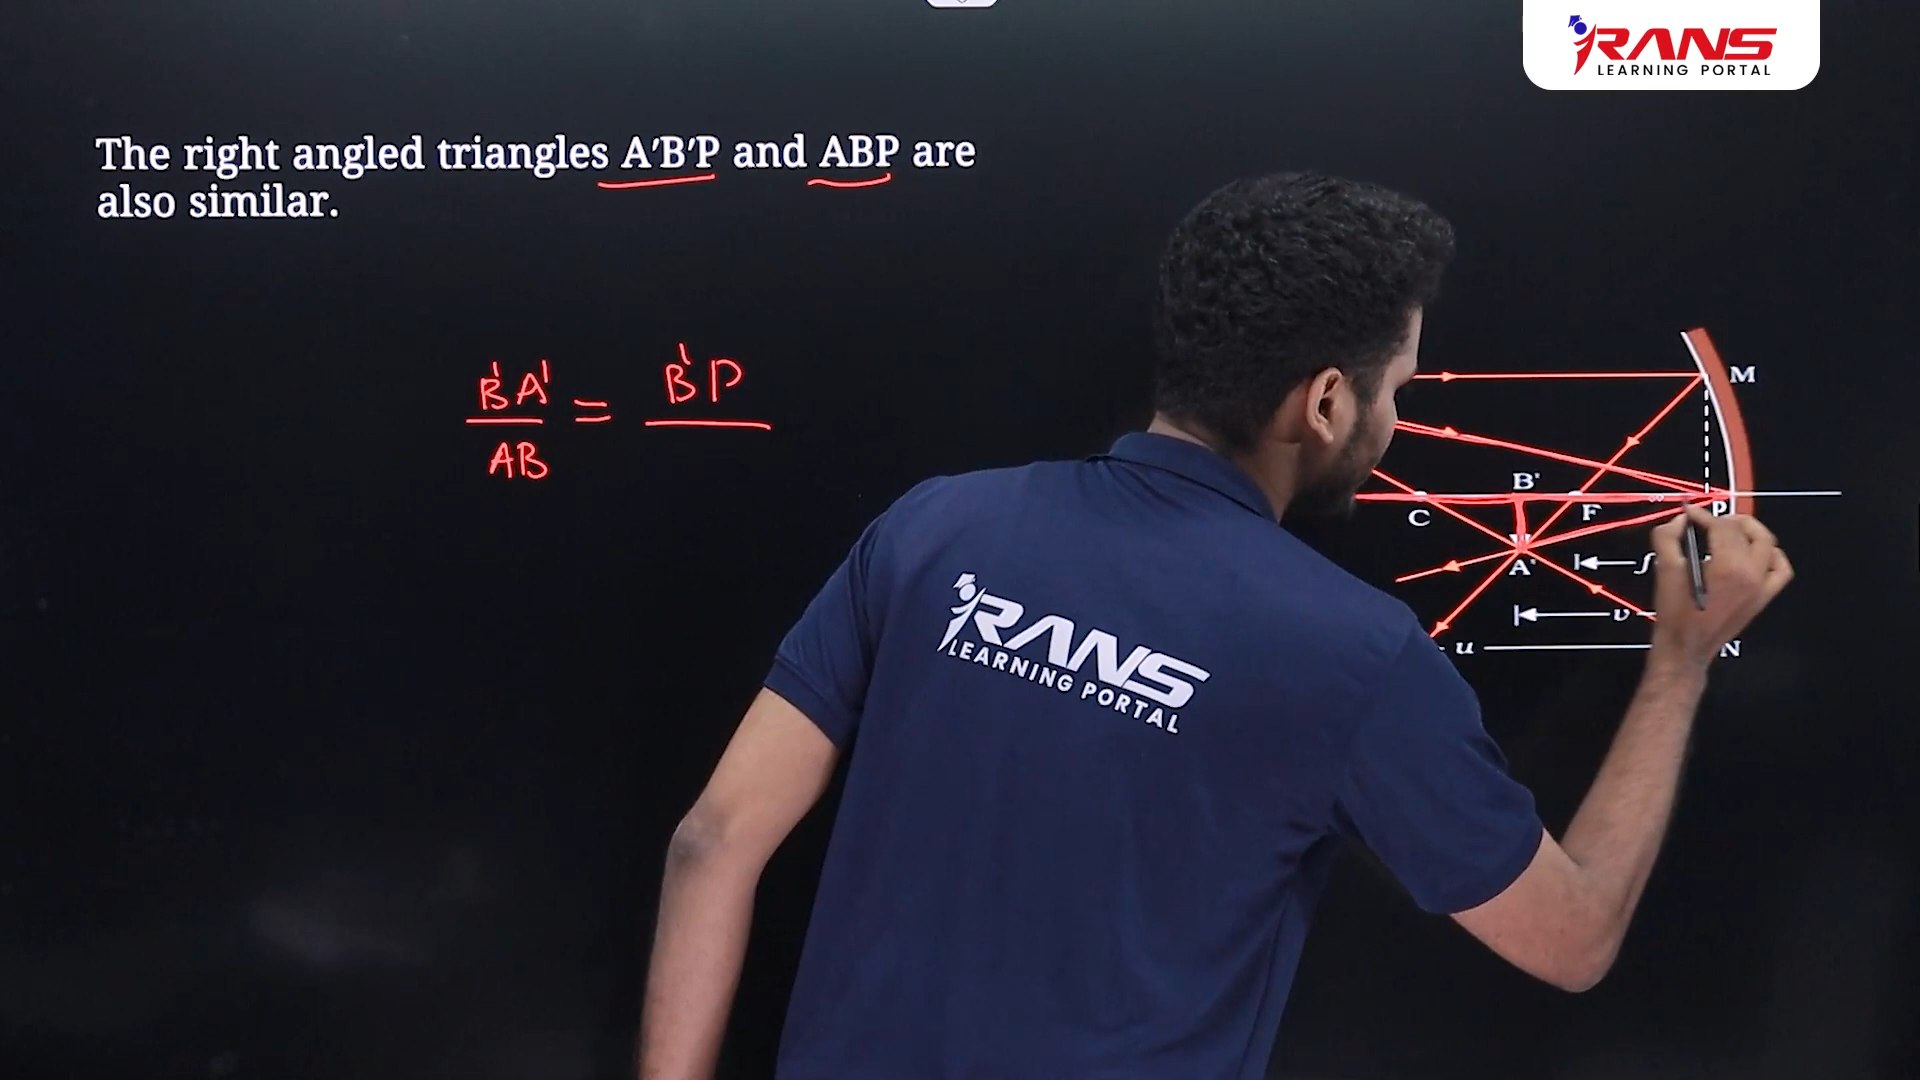 RANS
LEARNING PORTAL
The right angled triangles A′B′P and ABP are
also similar.
B'A' = B'P
AB
M
B'
C
F
P
A'
f
υ
u
N
RANS
LEARNING PORTAL